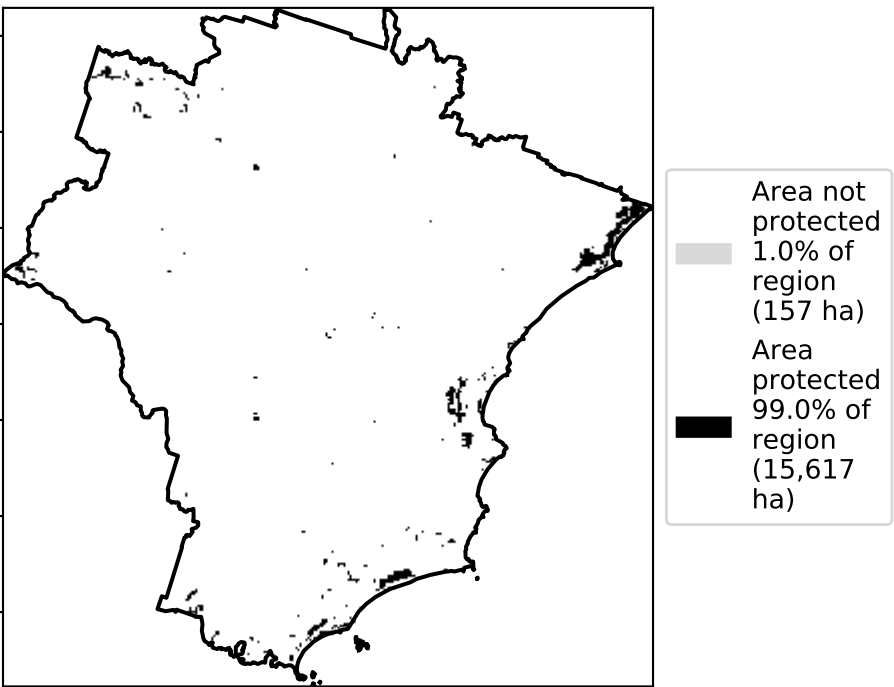 Area not
protected
1.0% of
region
(157 ha)
Area
protected
99.0% of
region
(15,617
ha)